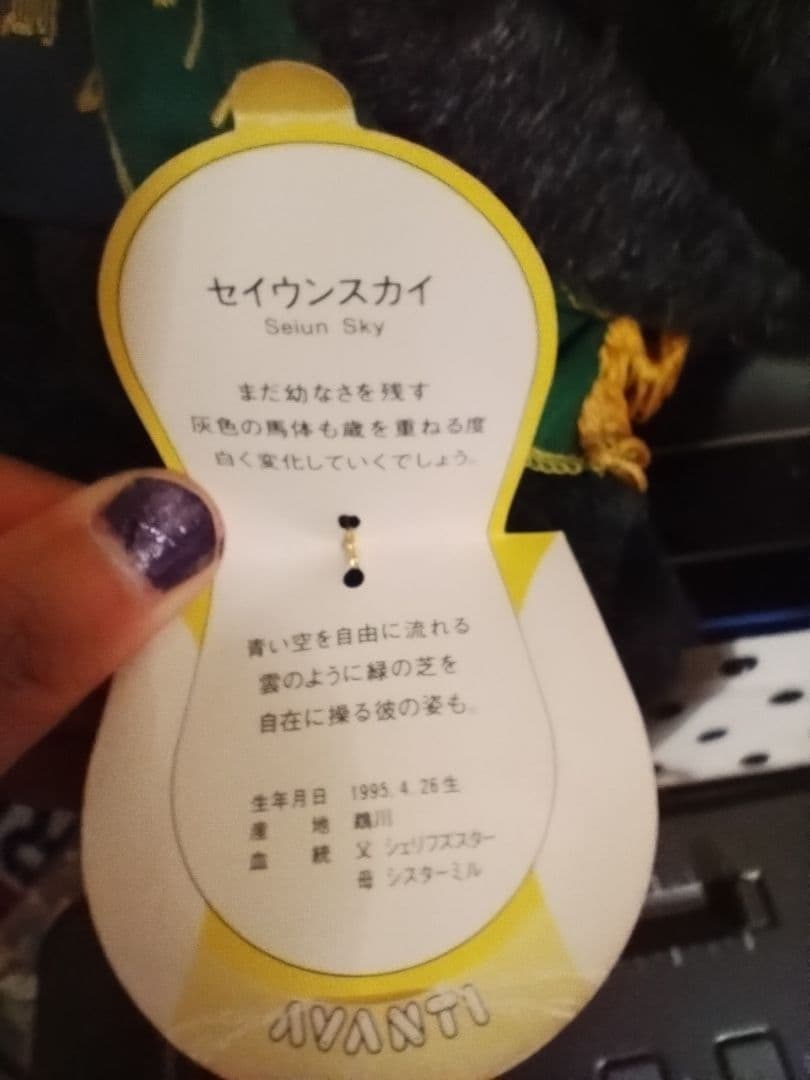 セイウンスカイ
Seiun Sky
まだ幼なさを残す
灰色の馬体も歳を重ねる度
白く変化していくでしょう。
青い空を自由に流れる
雲のように緑の芝を
自在に操る彼の姿も。
生年月日 1995. 4. 26生
産地 鵡川
血統 父 シェリフズスター
母 シスターミル
AVANTI